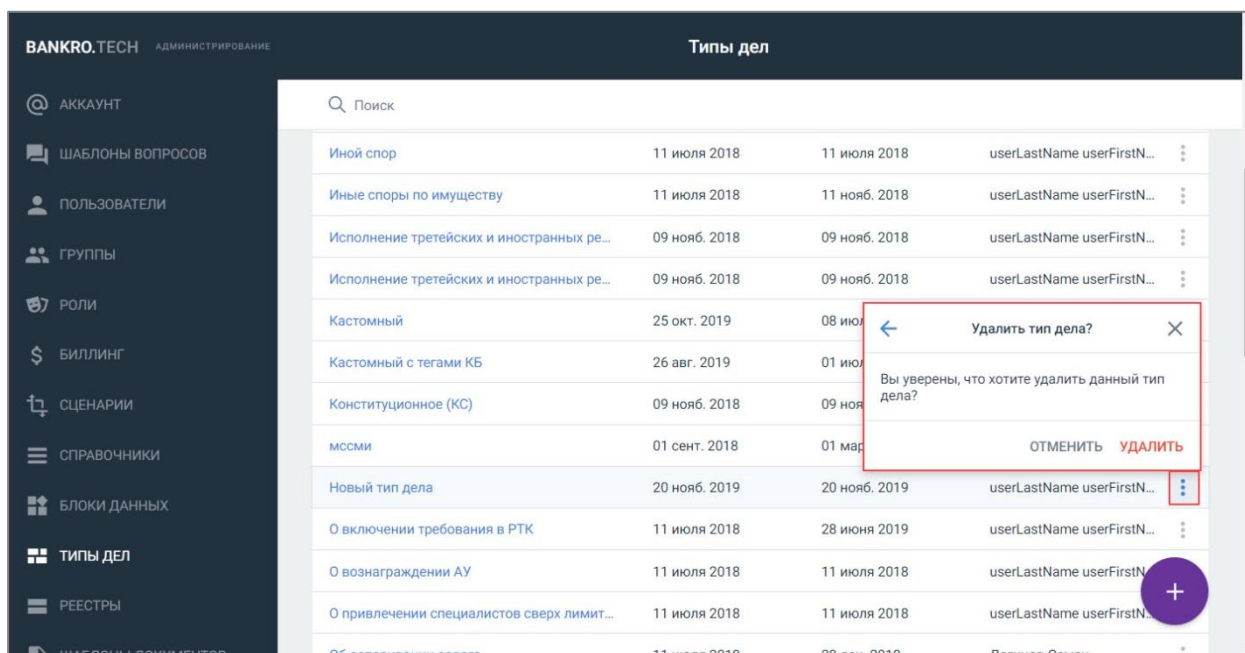 BANKRO.TECH АДМИНИСТРИРОВАНИЕ
Типы дел
АККАУНТ
ШАБЛОНЫ ВОПРОСОВ
ПОЛЬЗОВАТЕЛИ
ГРУППЫ
РОЛИ
БИЛЛИНГ
СЦЕНАРИИ
СПРАВОЧНИКИ
БЛОКИ ДАННЫХ
ТИПЫ ДЕЛ
РЕЕСТРЫ
ШАБЛОНЫ ДОКУМЕНТОВ
Поиск
Иной спор 11 июля 2018 11 июля 2018 userLastName userFirstN...
Иные споры по имуществу 11 июля 2018 11 нояб. 2018 userLastName userFirstN...
Исполнение третейских и иностранных ре... 09 нояб. 2018 09 нояб. 2018 userLastName userFirstN...
Исполнение третейских и иностранных ре... 09 нояб. 2018 09 нояб. 2018 userLastName userFirstN...
Кастомный 25 окт. 2019 08 июл
Кастомный с тегами КБ 26 авг. 2019 01 июл
Конституционное (КС) 09 нояб. 2018 09 ноя
мссми 01 сент. 2018 01 мар
Удалить тип дела?
Вы уверены, что хотите удалить данный тип
дела?
ОТМЕНИТЬ УДАЛИТЬ
Новый тип дела 20 нояб. 2019 20 нояб. 2019 userLastName userFirstN...
О включении требования в РТК 11 июля 2018 28 июня 2019 userLastName userFirstN...
О вознаграждении АУ 11 июля 2018 11 июля 2018 userLastName userFirstN
О привлечении специалистов сверх лимит... 11 июля 2018 11 июля 2018 userLastName userFirstN...